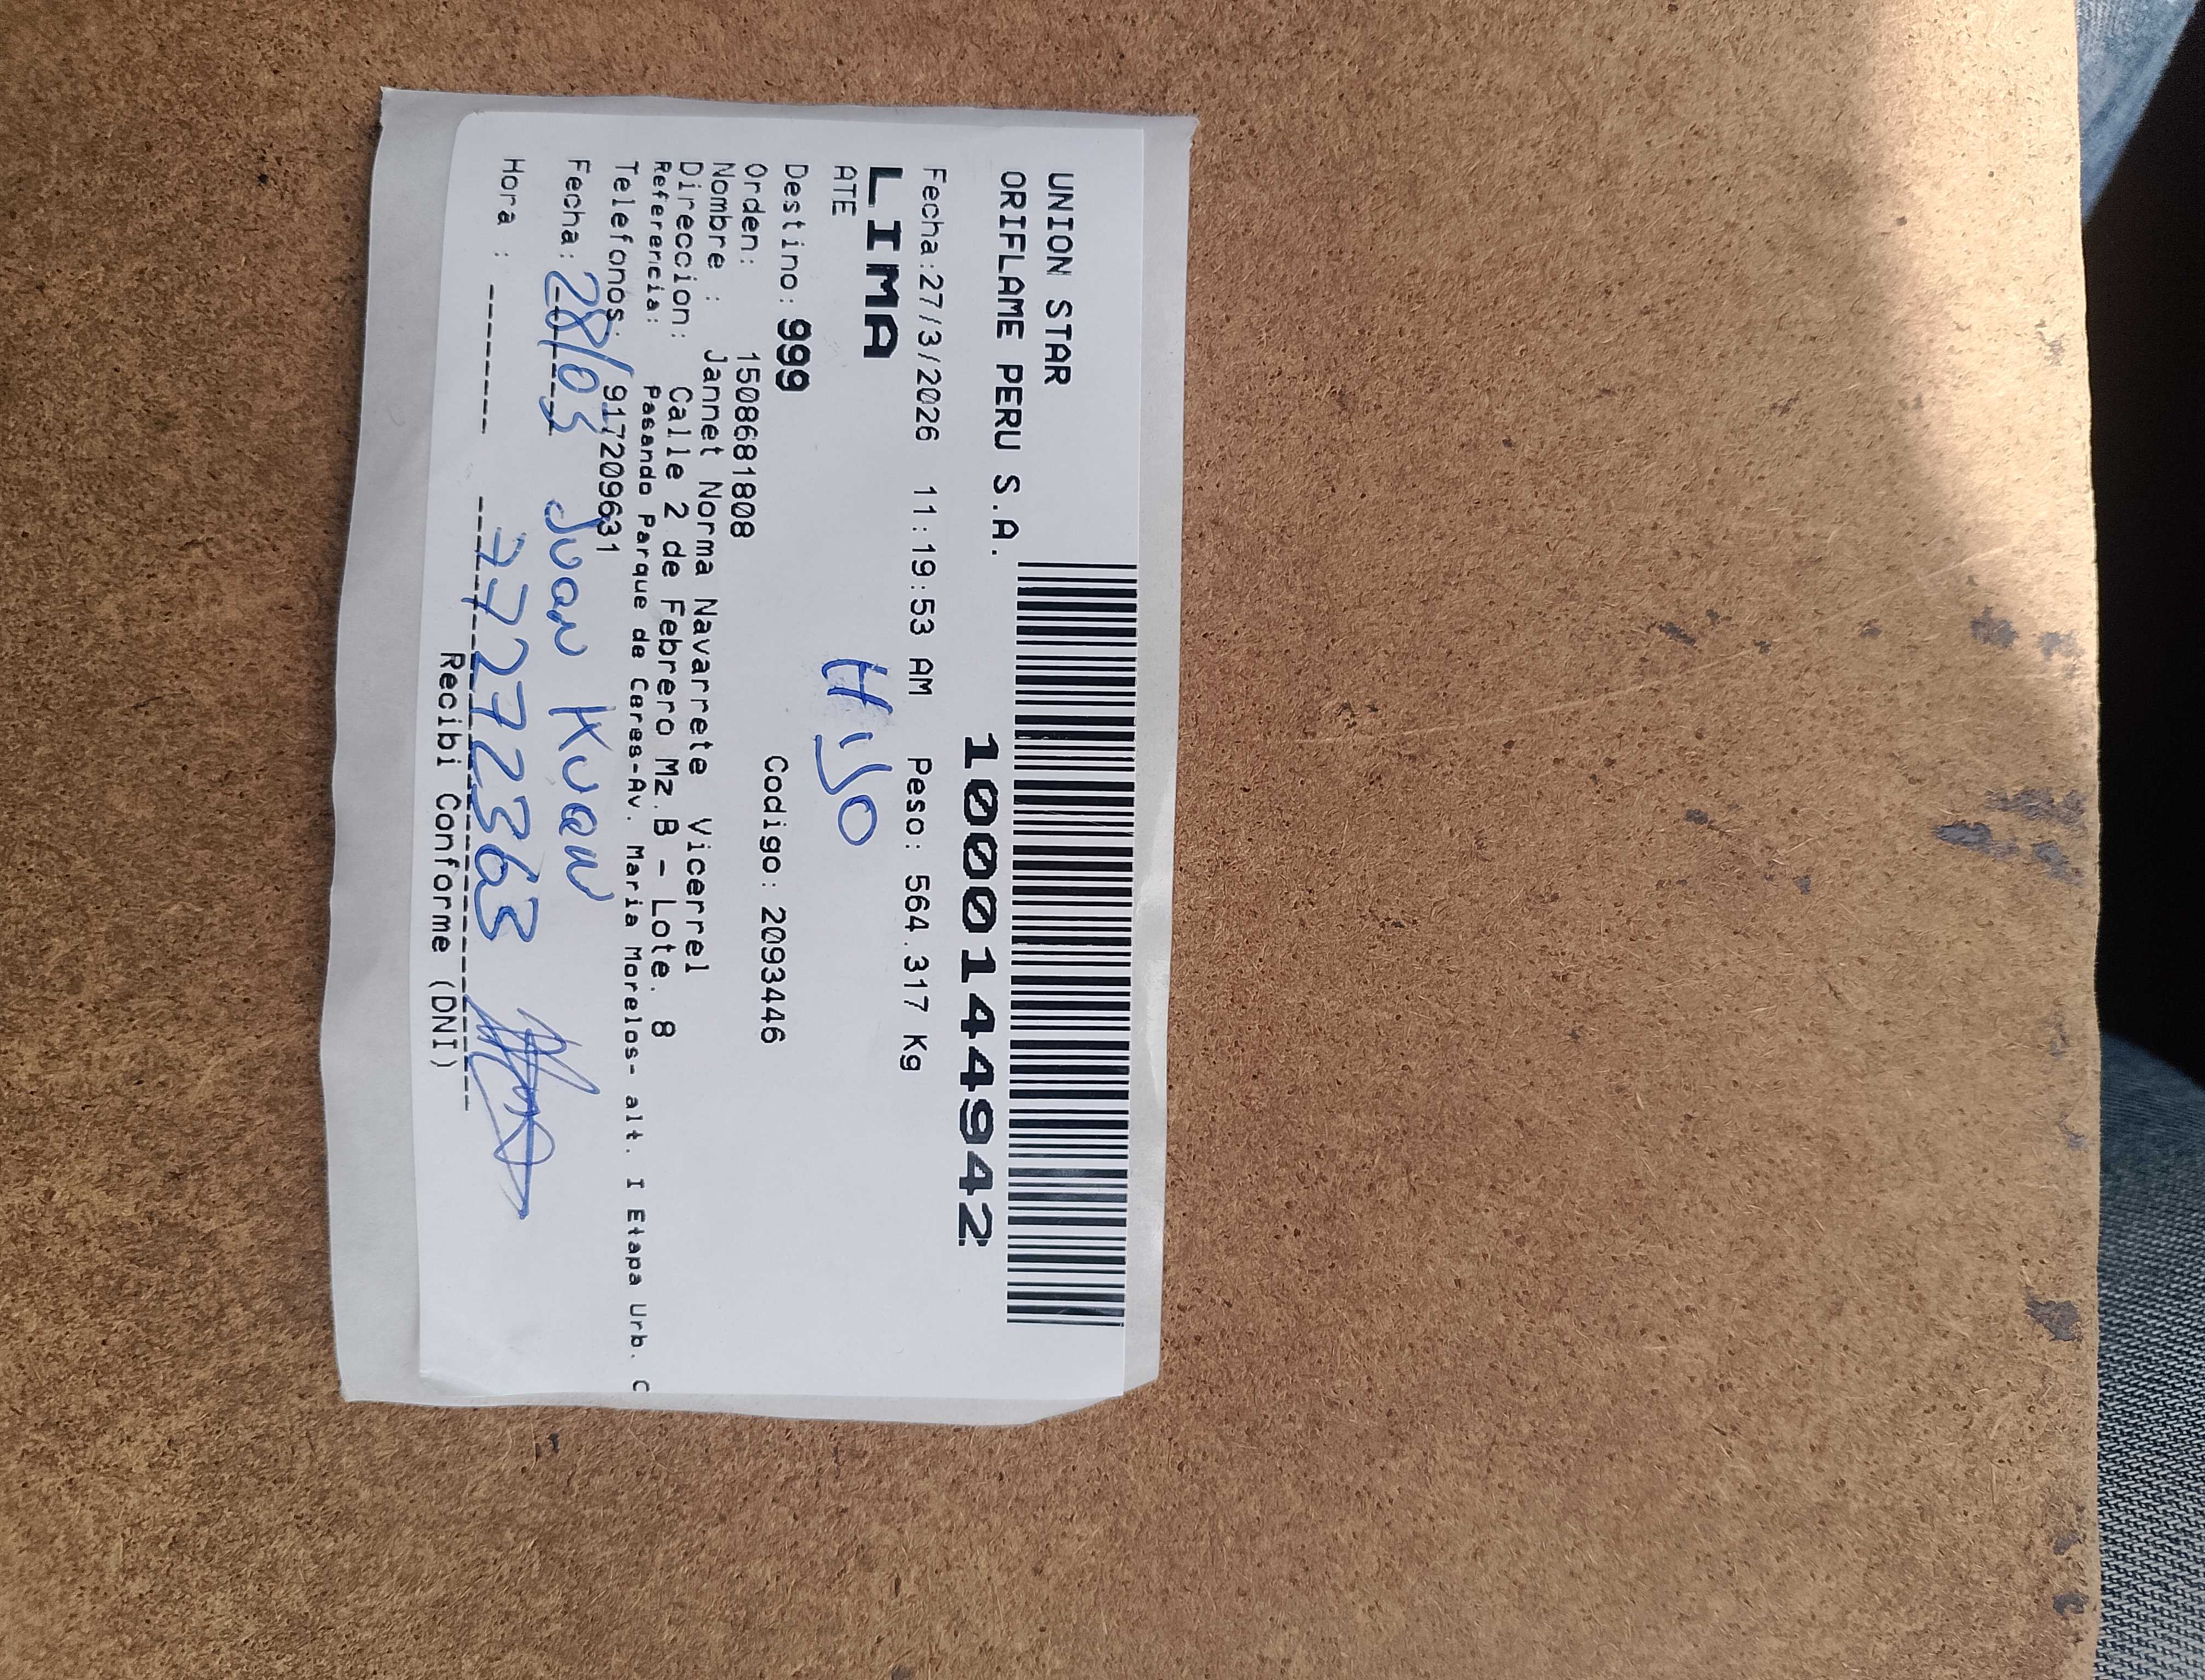 UNION STAR
ORIFLAME PERU S.A.
100014494​2
Fecha:27/3/2026 11:19:53 AM Peso: 564.317 Kg
LIMA
ATE
HiJo
Destino: 999 Codigo: 2093446
Orden: 1508681808
Nombre : Jannet Norma Navarrete Vicerrel
Direccion: Calle 2 de Febrero Mz.B - Lote. 8
Referencia: Pasando Parque de Ceres-Av. Maria Morelos- alt. I Etapa Urb. C
Telefonos: 917209631
Fecha: 28/03 Juan Kuan
Hora : 77272363
Recibi Conforme (DNI)